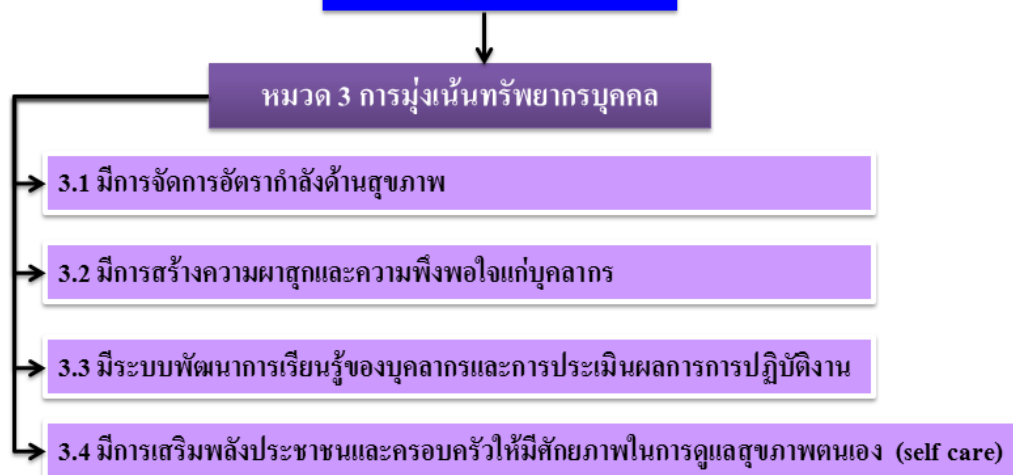 หมวด 3 การมุ่งเน้นทรัพยากรบุคคล
3.1 มีการจัดการอัตรากำลังด้านสุขภาพ
3.2 มีการสร้างความผาสุกและความพึงพอใจแก่บุคลากร
3.3 มีระบบพัฒนาการเรียนรู้ของบุคลากรและการประเมินผลการการปฏิบัติงาน
3.4 มีการเสริมพลังประชาชนและครอบครัวให้มีศักยภาพในการดูแลสุขภาพตนเอง (self care)